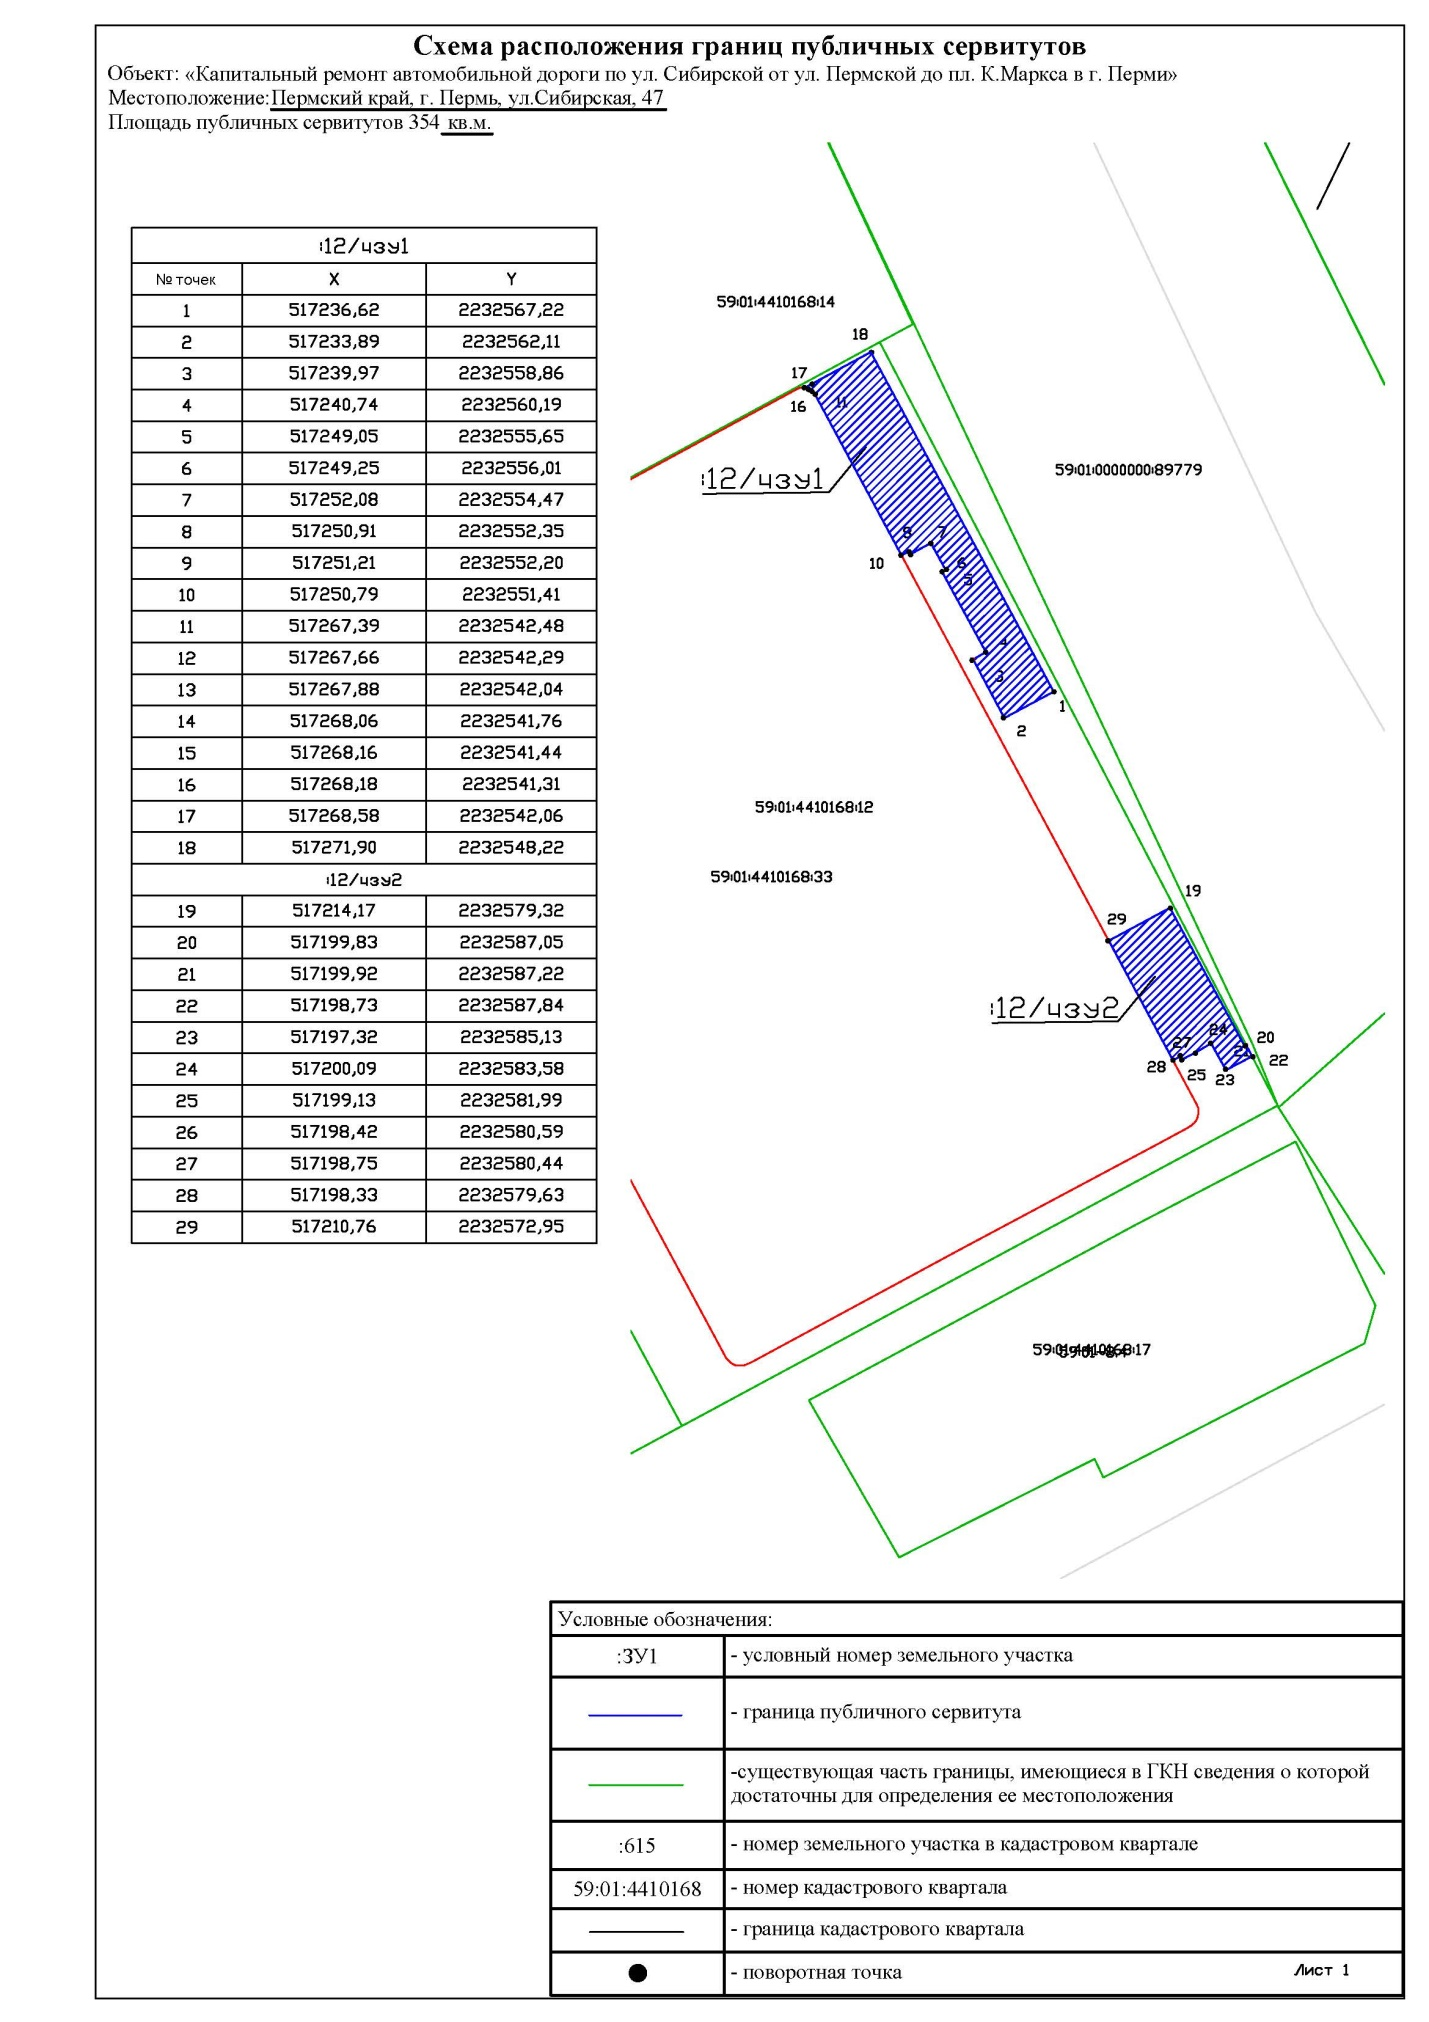 Схема расположения границ публичных сервитутов
Объект: «Капитальный ремонт автомобильной дороги по ул. Сибирской от ул. Пермской до пл. К.Маркса в г. Перми»
Местоположение:Пермский край, г. Пермь, ул.Сибирская, 47
Площадь публичных сервитутов 354 кв.м.
:12/чзу1
№ точек X Y
1 517236,62 2232567,22
2 517233,89 2232562,11
3 517239,97 2232558,86
4 517240,74 2232560,19
5 517249,05 2232555,65
6 517249,25 2232556,01
7 517252,08 2232554,47
8 517250,91 2232552,35
9 517251,21 2232552,20
10 517250,79 2232551,41
11 517267,39 2232542,48
12 517267,66 2232542,29
13 517267,88 2232542,04
14 517268,06 2232541,76
15 517268,16 2232541,44
16 517268,18 2232541,31
17 517268,58 2232542,06
18 517271,90 2232548,22
:12/чзу2
19 517214,17 2232579,32
20 517199,83 2232587,05
21 517199,92 2232587,22
22 517198,73 2232587,84
23 517197,32 2232585,13
24 517200,09 2232583,58
25 517199,13 2232581,99
26 517198,42 2232580,59
27 517198,75 2232580,44
28 517198,33 2232579,63
29 517210,76 2232572,95
59:01:4410168:14
18
17
16
11
:12/чзу1
59:01:0000000:89779
8
7
10
6
5
4
3
1
2
59:01:4410168:12
59:01:4410168:33
19
29
:12/чзу2
24
20
27
21
22
28
25
23
59:01:4410168:17
Условные обозначения:
:ЗУ1 - условный номер земельного участка
- граница публичного сервитута
-существующая часть границы, имеющиеся в ГКН сведения о которой
достаточны для определения ее местоположения
:615 - номер земельного участка в кадастровом квартале
59:01:4410168 - номер кадастрового квартала
- граница кадастрового квартала
- поворотная точка
Лист 1